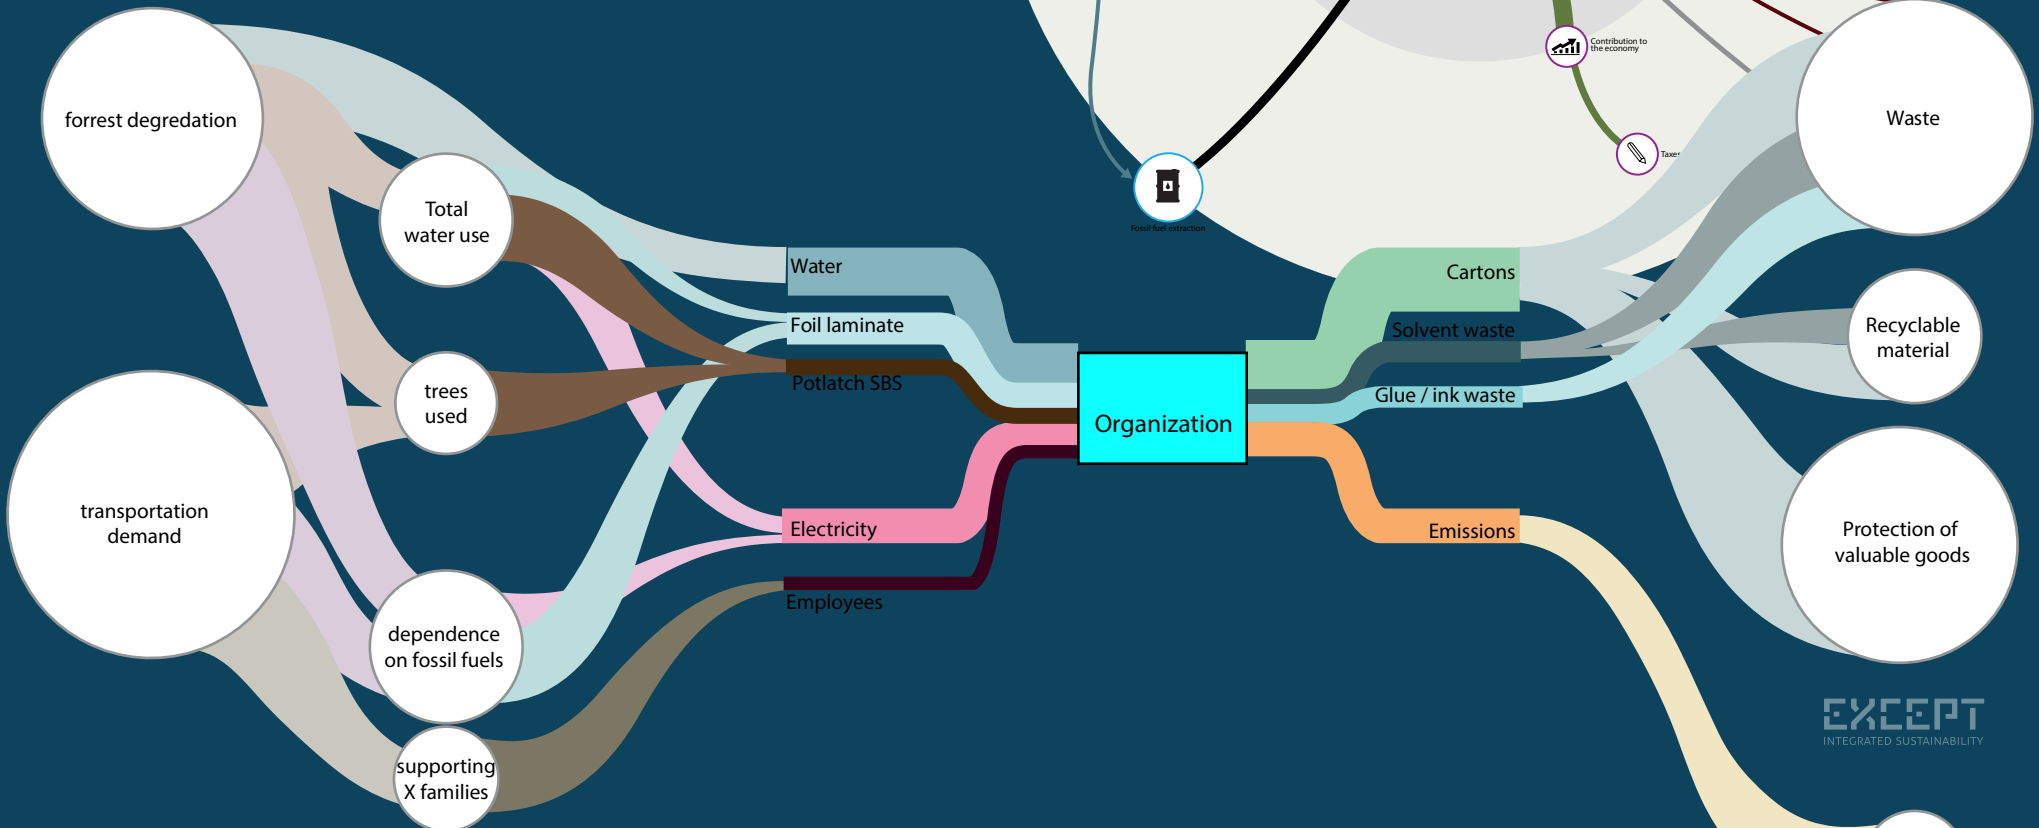 Contribution to
the economy
Taxes
Fossil fuel extraction
forrest degredation
Total
water use
trees
used
transportation
demand
dependence
on fossil fuels
supporting
X families
Water
Foil laminate
Potlatch SBS
Electricity
Employees
Organization
Cartons
Solvent waste
Glue / ink waste
Emissions
Waste
Recyclable
material
Protection of
valuable goods
EXCEPT
INTEGRATED SUSTAINABILITY